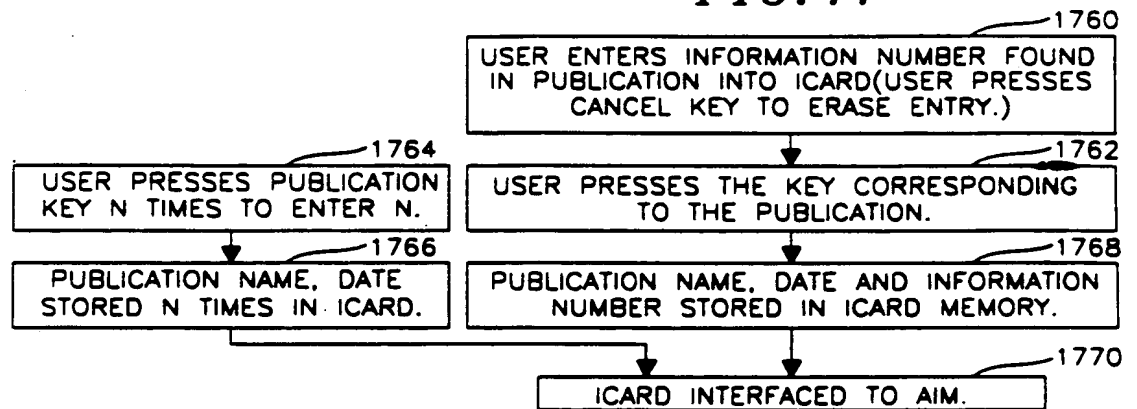 1760
USER ENTERS INFORMATION NUMBER FOUND
IN PUBLICATION INTO ICARD(USER PRESSES
CANCEL KEY TO ERASE ENTRY.)
1764
USER PRESSES PUBLICATION
KEY N TIMES TO ENTER N.
1762
USER PRESSES THE KEY CORRESPONDING
TO THE PUBLICATION.
1766
PUBLICATION NAME, DATE
STORED N TIMES IN ICARD.
1768
PUBLICATION NAME, DATE AND INFORMATION
NUMBER STORED IN ICARD MEMORY.
1770
ICARD INTERFACED TO AIM.